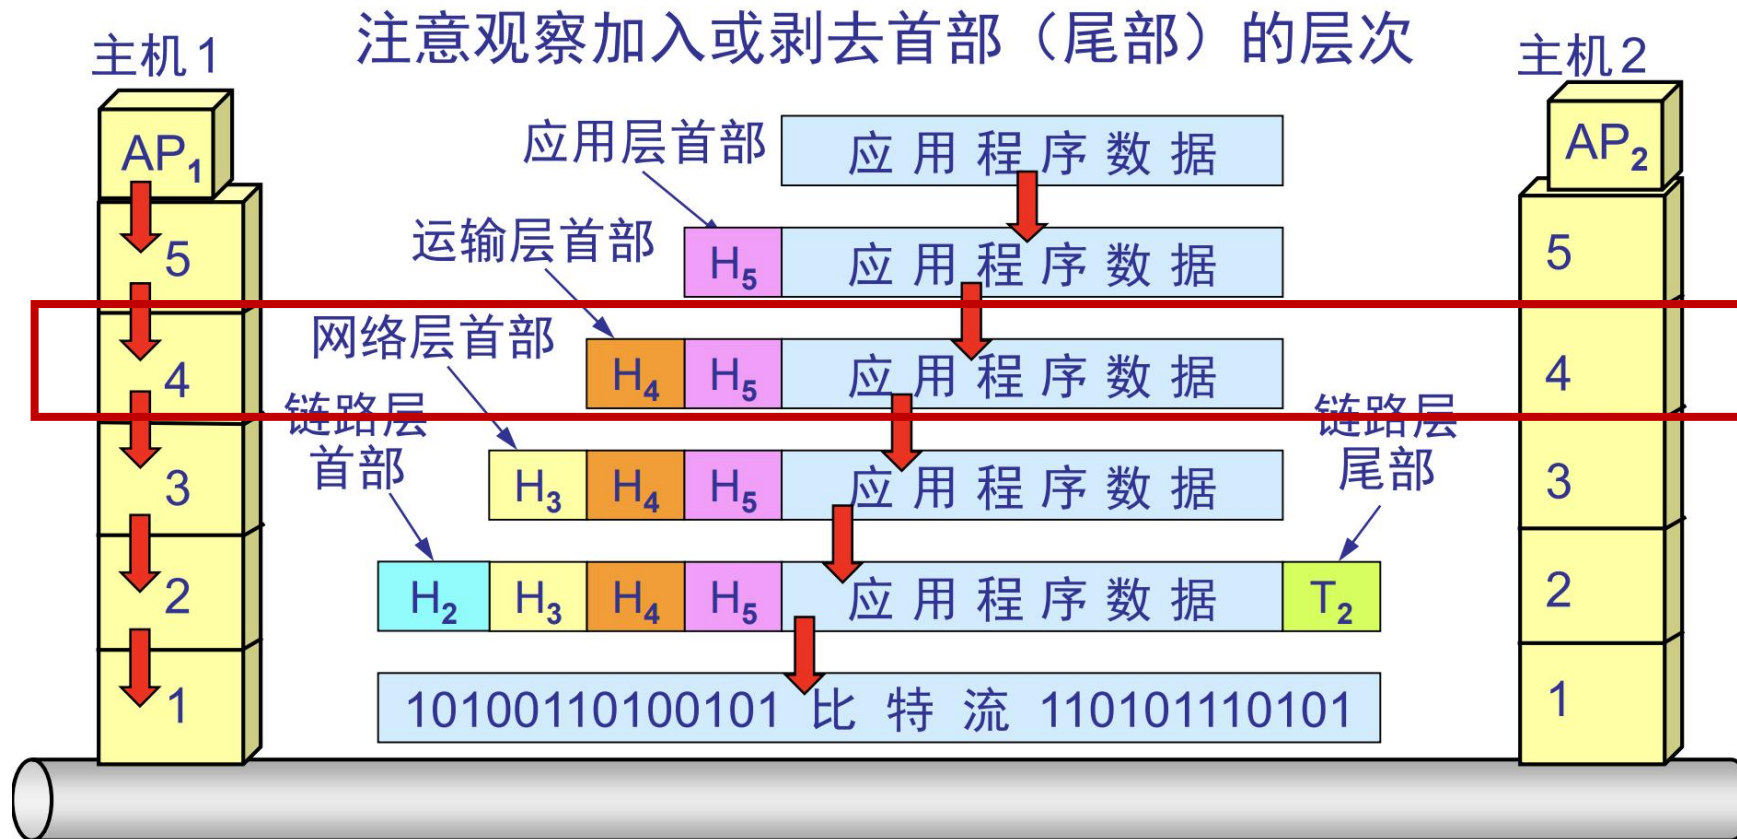 注意观察加入或剥去首部（尾部）的层次
主机1
主机2
AP1
AP2
应用层首部
应用程序数据
5
运输层首部
H5 应用程序数据
5
4
网络层首部
H4 H5 应用程序数据
4
链路层
首部
链路层
尾部
3
H3 H4 H5 应用程序数据
3
2
H2 H3 H4 H5 应用程序数据 T2
2
1
10100110100101 比特流 110101110101
1